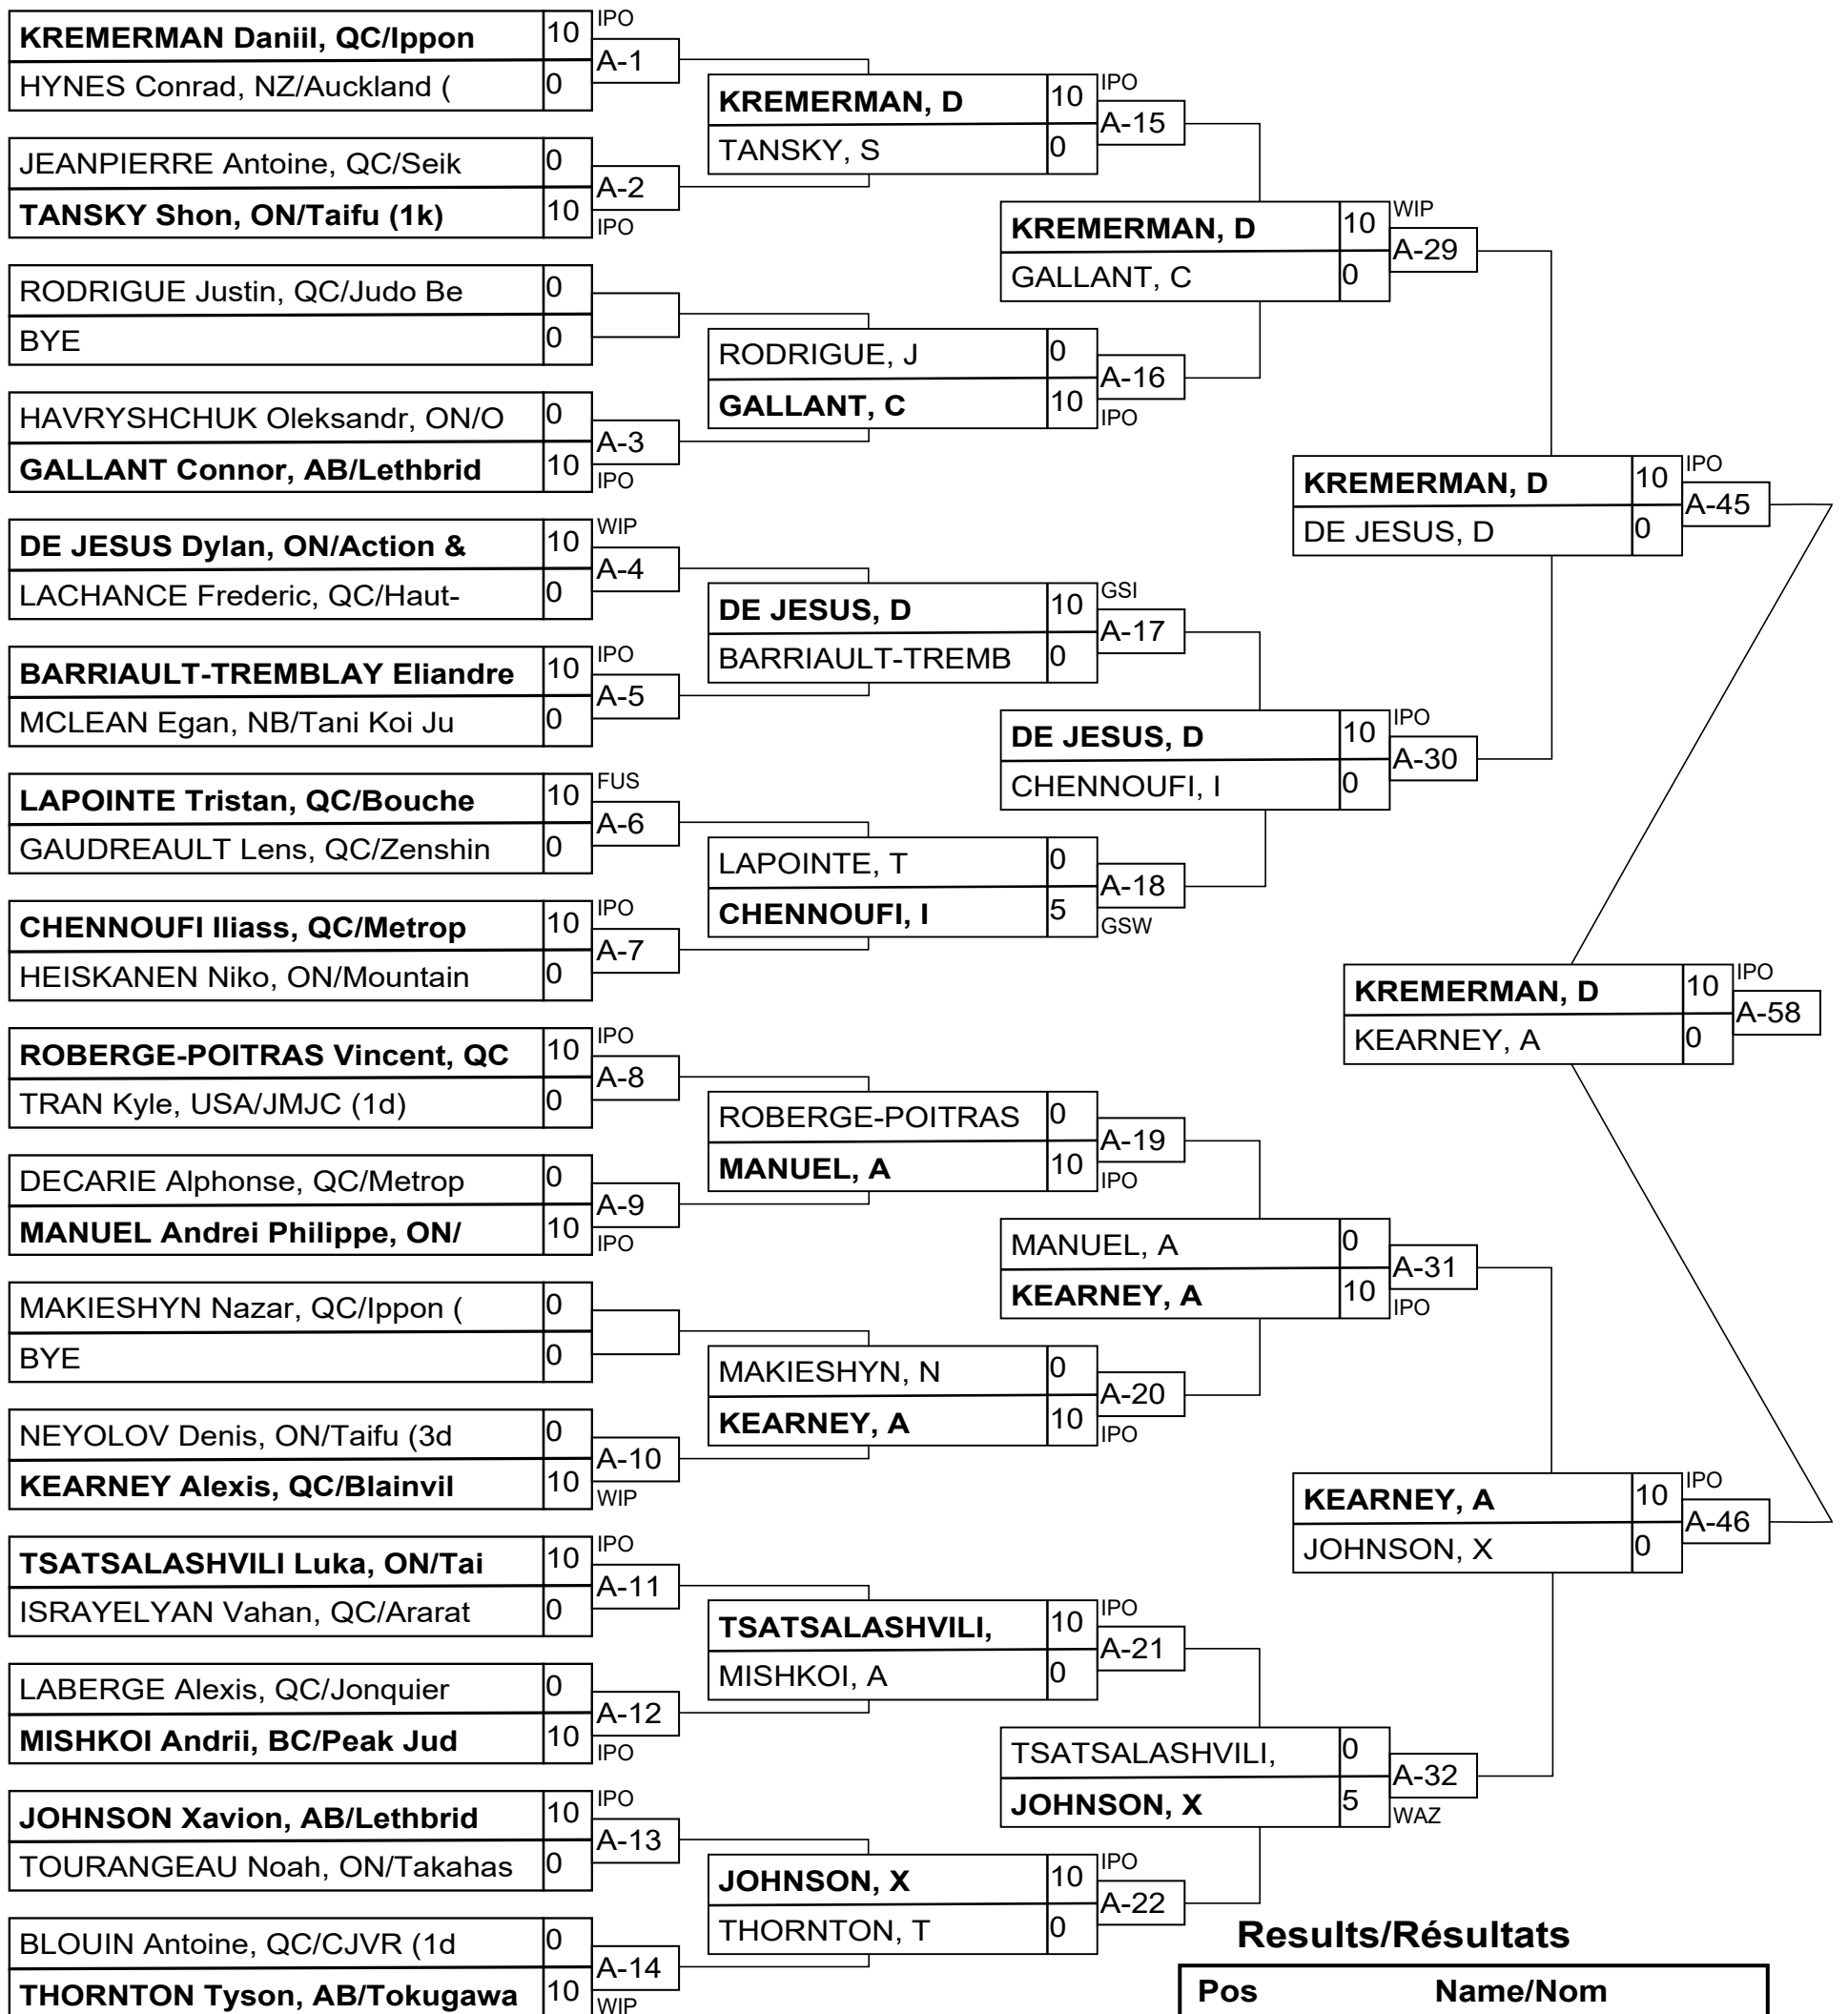 KREMERMAN Daniil, QC/Ippon 10 IPO
HYNES Conrad, NZ/Auckland ( 0
A-1
JEANPIERRE Antoine, QC/Seik 0
TANSKY Shon, ON/Taifu (1k) 10 IPO
A-2
RODRIGUE Justin, QC/Judo Be 0
BYE 0
HAVRYSHCHUK Oleksandr, ON/O 0
GALLANT Connor, AB/Lethbrid 10 IPO
A-3
DE JESUS Dylan, ON/Action & 10 WIP
LACHANCE Frederic, QC/Haut- 0
A-4
BARRIAULT-TREMBLAY Eliandre 10 IPO
MCLEAN Egan, NB/Tani Koi Ju 0
A-5
LAPOINTE Tristan, QC/Bouche 10 FUS
GAUDREAULT Lens, QC/Zenshin 0
A-6
CHENNOUFI Iliass, QC/Metrop 10 IPO
HEISKANEN Niko, ON/Mountain 0
A-7
ROBERGE-POITRAS Vincent, QC 10 IPO
TRAN Kyle, USA/JMJC (1d) 0
A-8
DECARIE Alphonse, QC/Metrop 0
MANUEL Andrei Philippe, ON/ 10 IPO
A-9
MAKIESHYN Nazar, QC/Ippon ( 0
BYE 0
NEYOLOV Denis, ON/Taifu (3d 0
KEARNEY Alexis, QC/Blainvil 10 WIP
A-10
TSATSALASHVILI Luka, ON/Tai 10 IPO
ISRAYELYAN Vahan, QC/Ararat 0
A-11
LABERGE Alexis, QC/Jonquier 0
MISHKOI Andrii, BC/Peak Jud 10 IPO
A-12
JOHNSON Xavion, AB/Lethbrid 10 IPO
TOURANGEAU Noah, ON/Takahas 0
A-13
BLOUIN Antoine, QC/CJVR (1d 0
THORNTON Tyson, AB/Tokugawa 10 WIP
A-14
KREMERMAN, D 10 IPO
TANSKY, S 0
A-15
RODRIGUE, J 0
GALLANT, C 10 IPO
A-16
DE JESUS, D 10 GSI
BARRIAULT-TREMB 0
A-17
LAPOINTE, T 0
CHENNOUFI, I 5 GSW
A-18
ROBERGE-POITRAS 0
MANUEL, A 10 IPO
A-19
MAKIESHYN, N 0
KEARNEY, A 10 IPO
A-20
TSATSALASHVILI, 10 IPO
MISHKOI, A 0
A-21
JOHNSON, X 10 IPO
THORNTON, T 0
A-22
KREMERMAN, D 10 WIP
GALLANT, C 0
A-29
DE JESUS, D 10 IPO
CHENNOUFI, I 0
A-30
MANUEL, A 0
KEARNEY, A 10 IPO
A-31
TSATSALASHVILI, 0
JOHNSON, X 5 WAZ
A-32
KREMERMAN, D 10 IPO
DE JESUS, D 0
A-45
KEARNEY, A 10 IPO
JOHNSON, X 0
A-46
KREMERMAN, D 10 IPO
KEARNEY, A 0
A-58
Results/Résultats
Pos Name/Nom